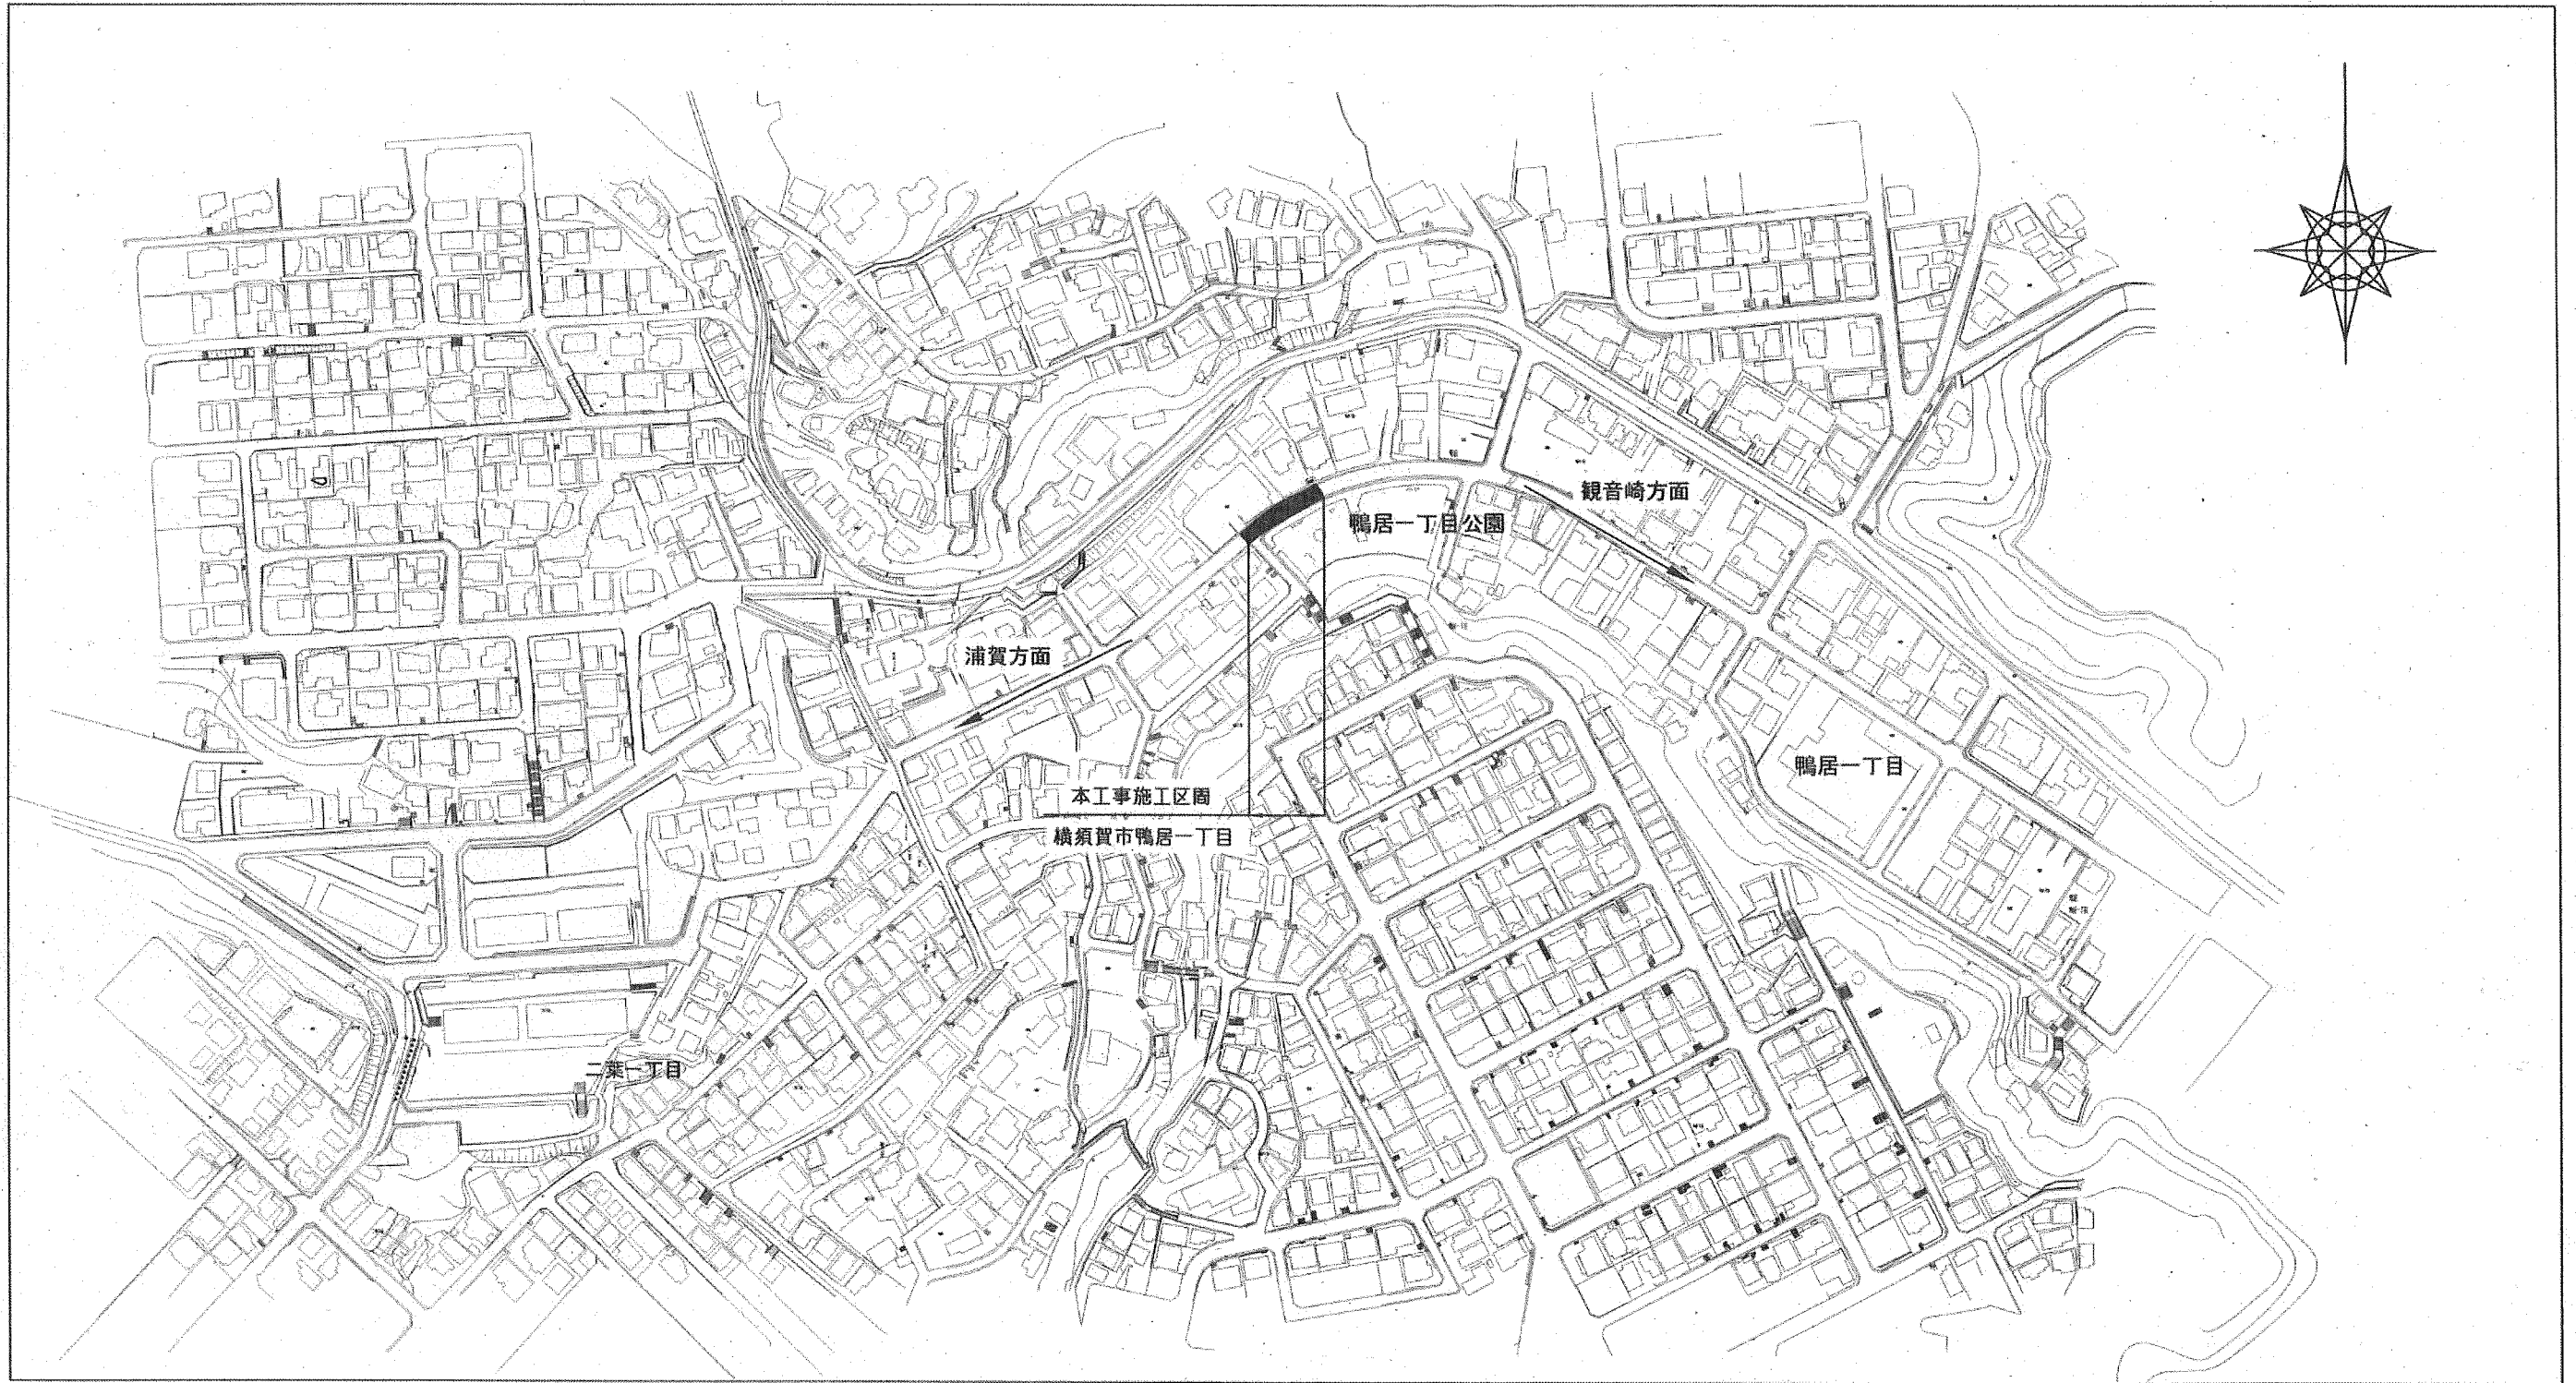 観音崎方面
鴨居一丁目公園
浦賀方面
鴨居一丁目
本工事施工区間
横須賀市鴨居一丁目
二葉一丁目